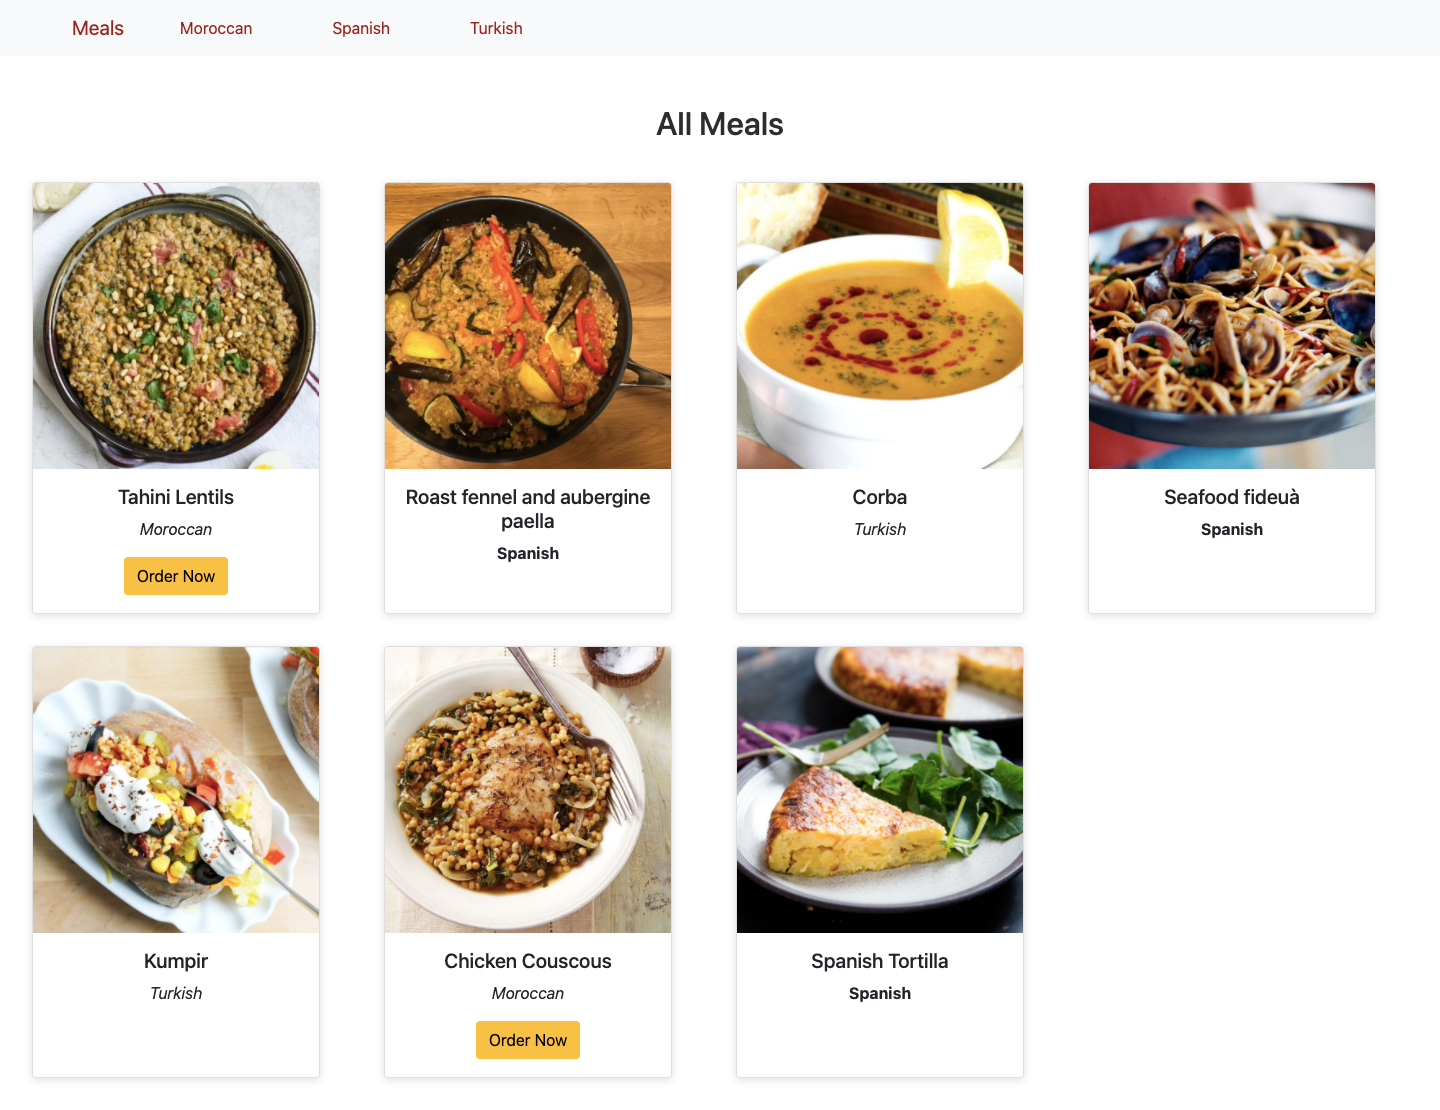 Meals Moroccan Spanish Turkish
All Meals
Tahini Lentils
Moroccan
Order Now
Roast fennel and aubergine
paella
Spanish
Corba
Turkish
Seafood fideuà
Spanish
Kumpir
Turkish
Chicken Couscous
Moroccan
Order Now
Spanish Tortilla
Spanish